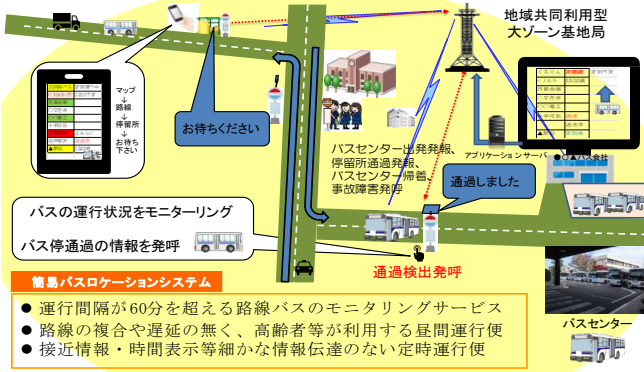 地域共同利用型
大ゾーン基地局
マップ
↓
路線
↓
停留所
↓
お待ち
下さい
お待ちください
バスセンター出発発報、
停留所通過発報、
バスセンター帰着、
事故障害発呼
アプリケーションサーバ
●○▲バス会社
通過しました
バスの運行状況をモニターリング
バス停通過の情報を発呼
通過検出発呼
簡易バスロケーションシステム
● 運行間隔が60分を超える路線バスのモニタリングサービス
● 路線の複合や遅延の無く、高齢者等が利用する昼間運行便
● 接近情報・時間表示等細かな情報伝達のない定時運行便
バスセンター